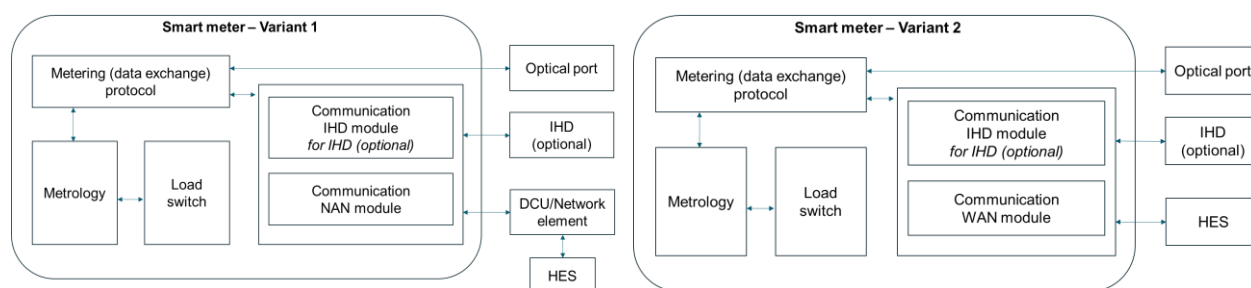 Smart meter – Variant 1
Metering (data exchange)
protocol
Optical port
Communication
IHD module
for IHD (optional)
IHD
(optional)
Metrology
Load
switch
Communication
NAN module
DCU/Network
element
HES
Smart meter – Variant 2
Metering (data exchange)
protocol
Optical port
Communication
IHD module
for IHD (optional)
IHD
(optional)
Metrology
Load
switch
Communication
WAN module
HES